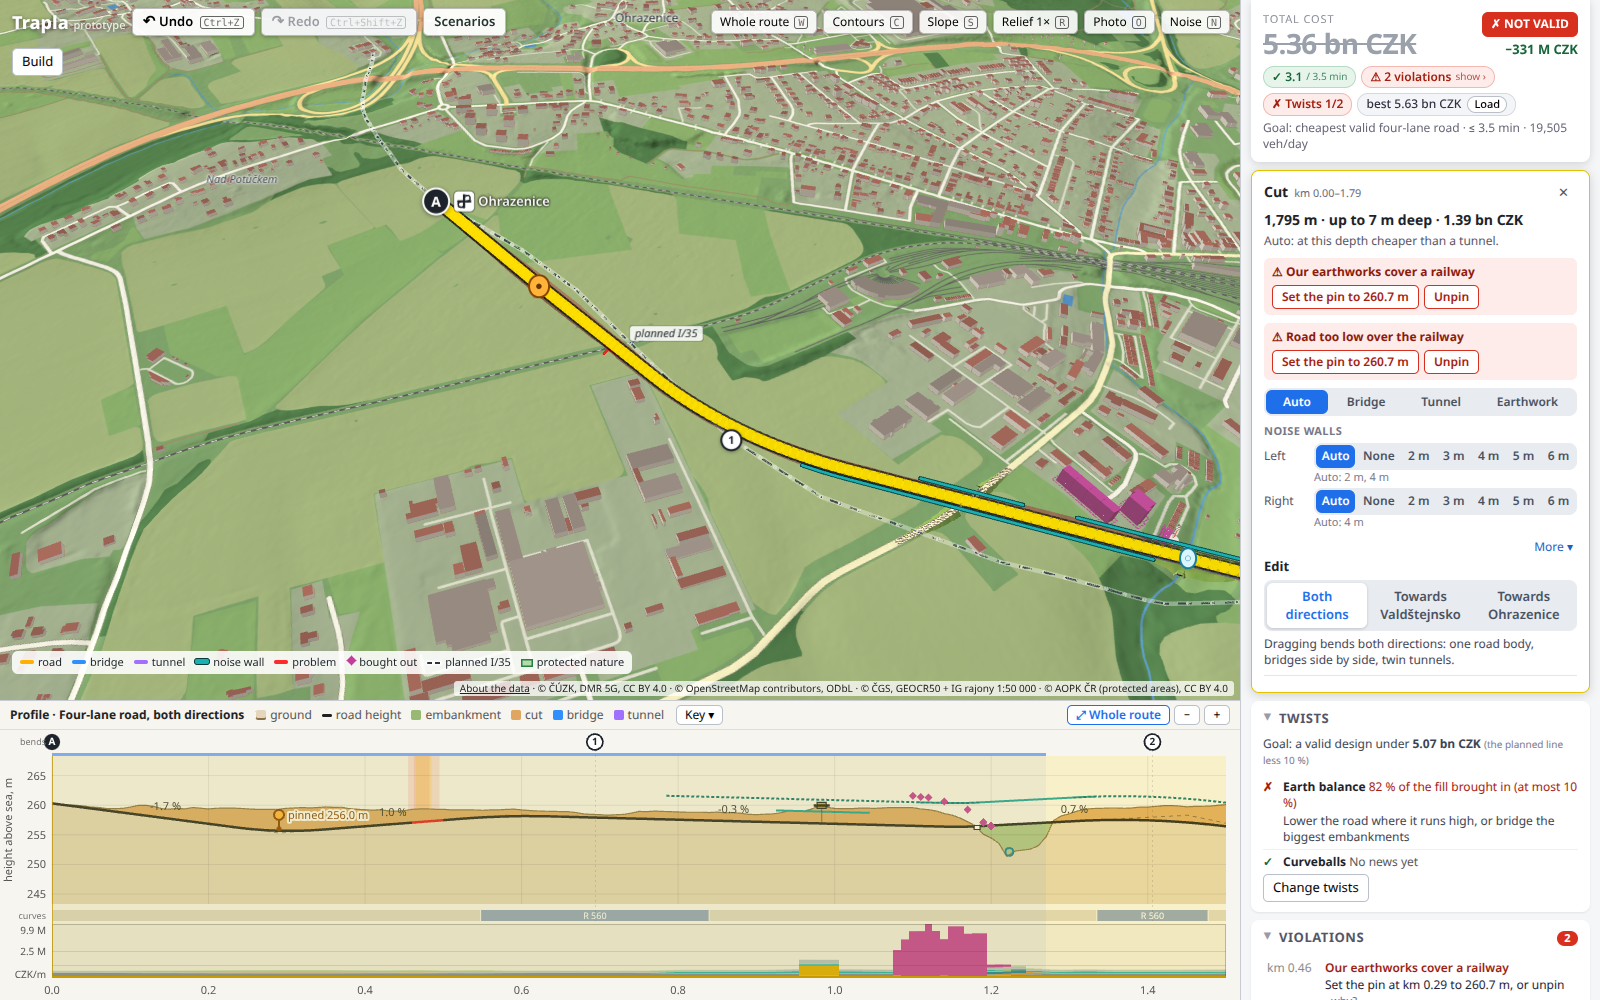 Trapla prototype
↶ Undo Ctrl+Z
↷ Redo Ctrl+Shift+Z
Scenarios
Ohrazenice
Whole route W
Contours C
Slope S
Relief 1× R
Photo O
Noise N
Build
Nad Potůčkem
A
Ohrazenice
planned I/35
1
road
bridge
tunnel
noise wall
problem
bought out
planned I/35
protected nature
About the data · © ČÚZK, DMR 5G, CC BY 4.0 · © OpenStreetMap contributors, ODbL · © ČGS, GEOCR50 + IG rajony 1:50 000 · © AOPK ČR (protected areas), CC BY 4.0
TOTAL COST
✗ NOT VALID
5.36 bn CZK
−331 M CZK
✓ 3.1 / 3.5 min
⚠ 2 violations show ›
✗ Twists 1/2
best 5.63 bn CZK Load
Goal: cheapest valid four-lane road · ≤ 3.5 min · 19,505
veh/day
Cut km 0.00–1.79
✕
1,795 m · up to 7 m deep · 1.39 bn CZK
Auto: at this depth cheaper than a tunnel.
⚠ Our earthworks cover a railway
Set the pin to 260.7 m
Unpin
⚠ Road too low over the railway
Set the pin to 260.7 m
Unpin
Auto Bridge Tunnel Earthwork
NOISE WALLS
Left Auto None 2 m 3 m 4 m 5 m 6 m
Auto: 2 m, 4 m
Right Auto None 2 m 3 m 4 m 5 m 6 m
Auto: 4 m
More ▾
Edit
Both directions
Towards Valdštejnsko
Towards Ohrazenice
Dragging bends both directions: one road body,
bridges side by side, twin tunnels.
▼ TWISTS
Goal: a valid design under 5.07 bn CZK (the planned line
less 10 %)
✗ Earth balance 82 % of the fill brought in (at most 10
%)
Lower the road where it runs high, or bridge the
biggest embankments
✓ Curveballs No news yet
Change twists
▼ VIOLATIONS 2
km 0.46 Our earthworks cover a railway
Set the pin at km 0.29 to 260.7 m, or unpin
Profile · Four-lane road, both directions
ground
road height
embankment
cut
bridge
tunnel
Key ▾
⤢ Whole route
−
+
bends
A
1
2
height above sea, m
265
260
255
250
245
-1.7 %
pinned 256.0 m
1.0 %
-0.3 %
0.7 %
curves
R 560
R 560
9.9 M
2.5 M
CZK/m
0.0 0.2 0.4 0.6 0.8 1.0 1.2 1.4